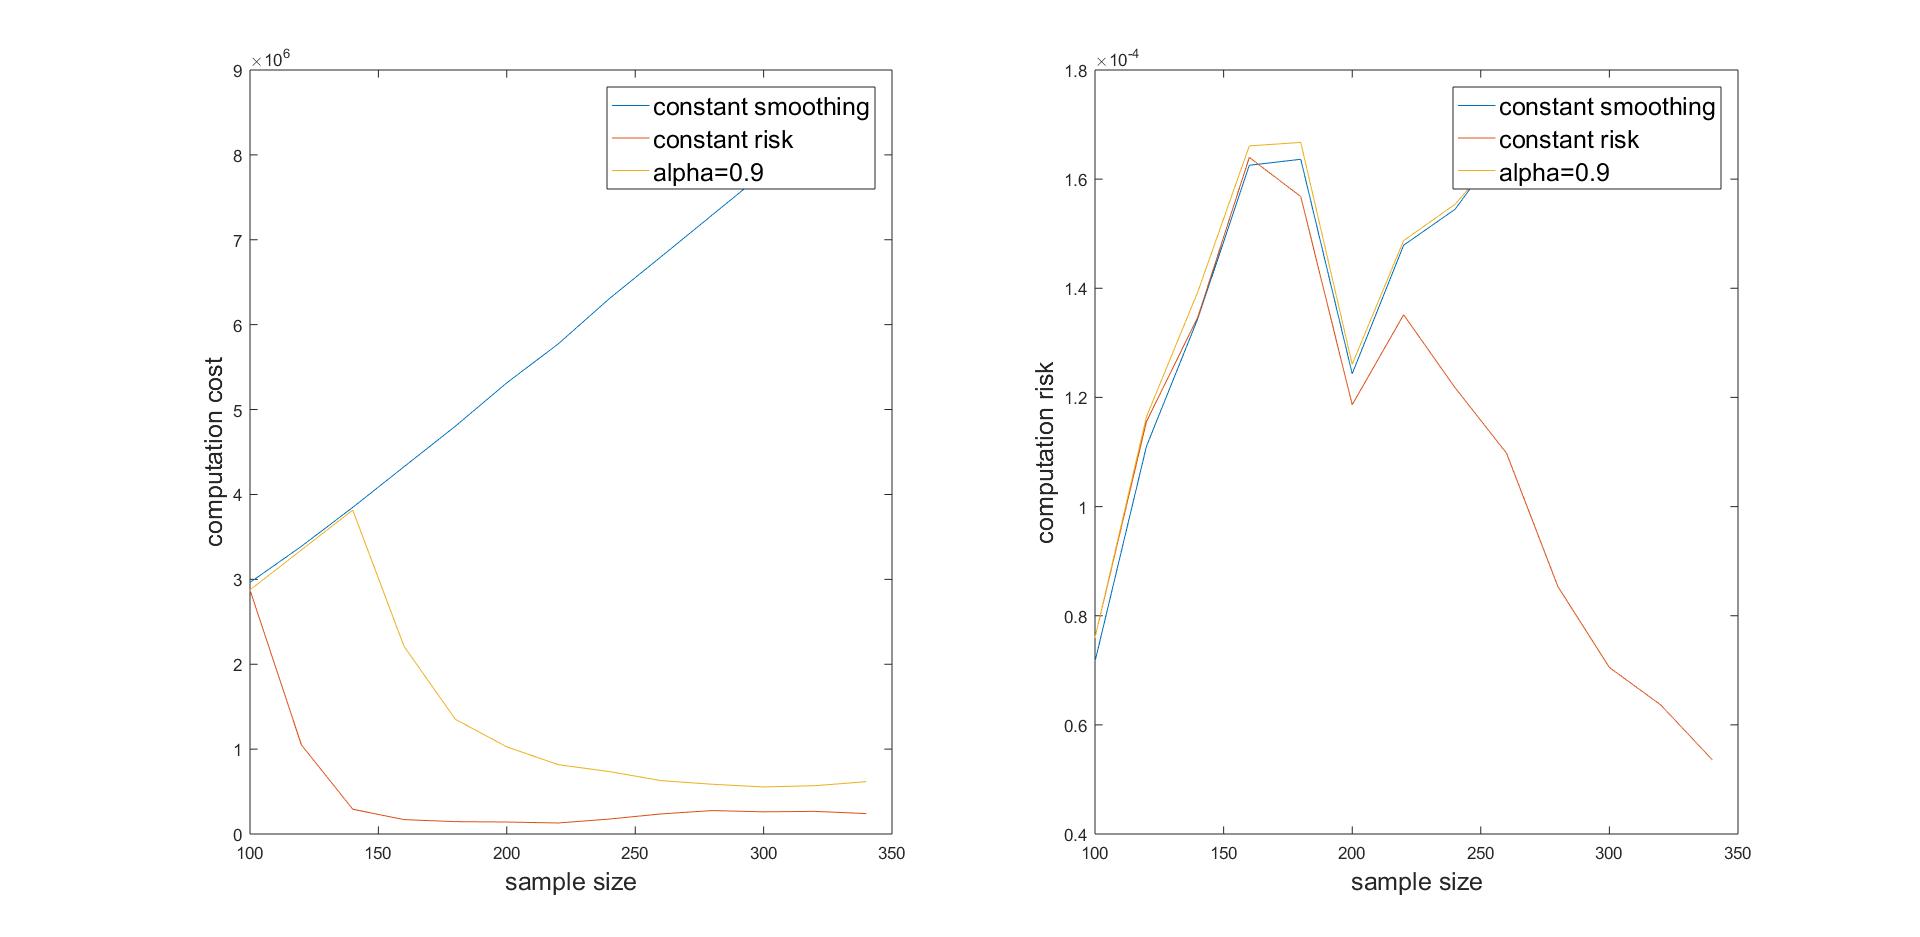 ×10⁶
9
8
7
6
5
4
3
2
1
0
100 150 200 250 300 350
sample size
computation cost
constant smoothing
constant risk
alpha=0.9
×10⁻⁴
1.8
1.6
1.4
1.2
1
0.8
0.6
0.4
100 150 200 250 300 350
sample size
computation risk
constant smoothing
constant risk
alpha=0.9